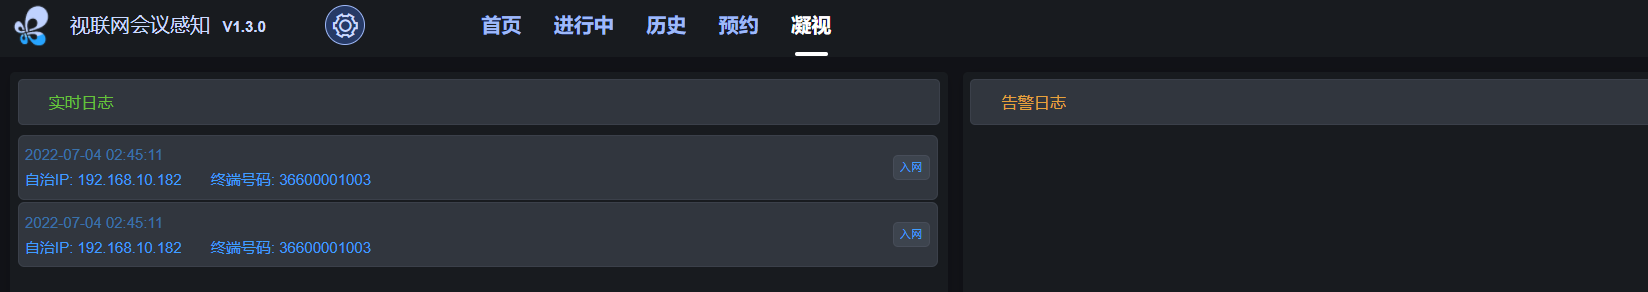 视联网会议感知 V1.3.0 首页 进行中 历史 预约 凝视
实时日志
2022-07-04 02:45:11
自治IP: 192.168.10.182 终端号码: 36600001003
入网
2022-07-04 02:45:11
自治IP: 192.168.10.182 终端号码: 36600001003
入网
告警日志